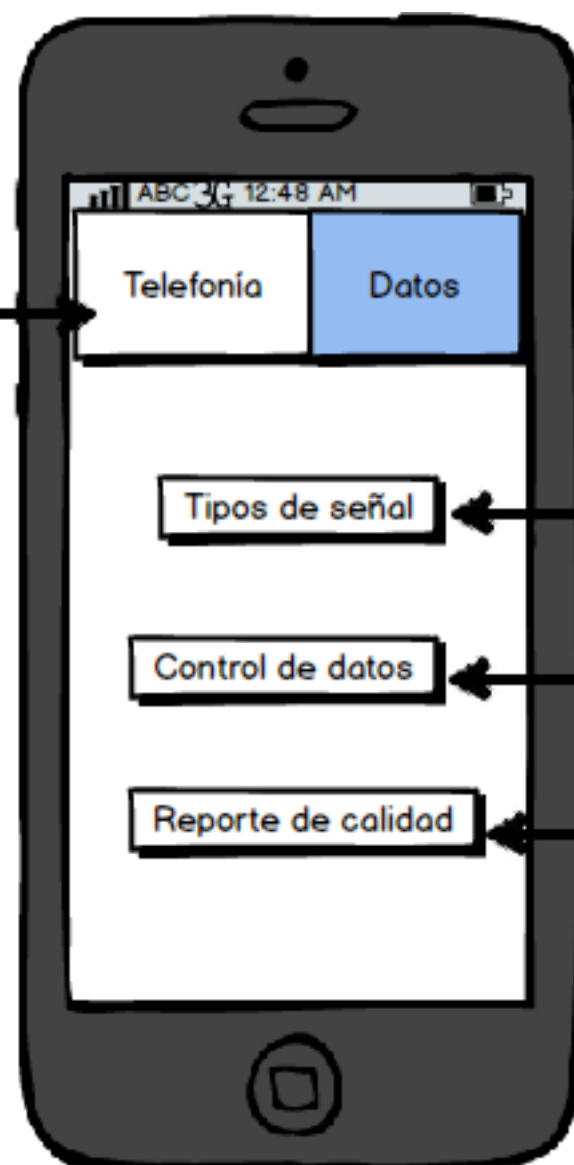 ABC 3G 12:48 AM
Telefonía Datos
Tipos de señal
Control de datos
Reporte de calidad